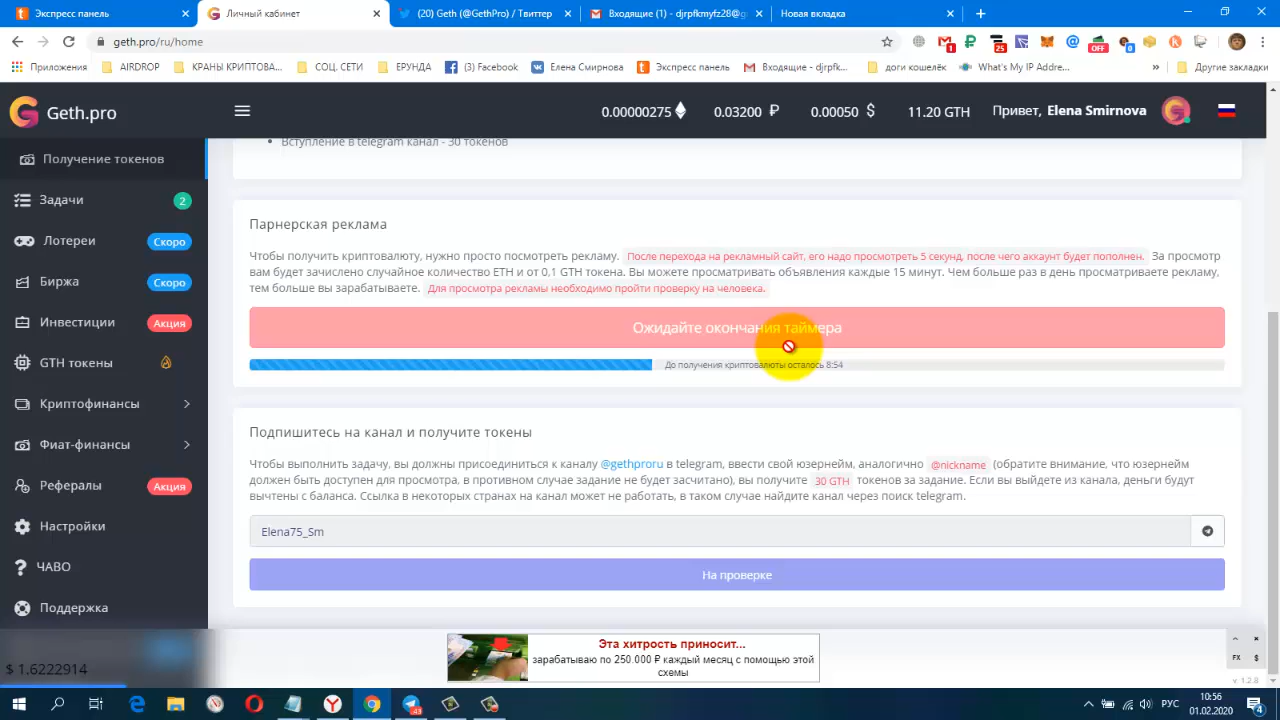 Экспресс панель
Личный кабинет
(20) Geth (@GethPro) / Твиттер
Входящие (1) - djrpfkmyfz28@g
Новая вкладка
geth.pro/ru/home
1
25
OFF
0
Приложения
AIRDROP
КРАНЫ КРИПТОВА...
СОЦ. СЕТИ
ЕРУНДА
(3) Facebook
Елена Смирнова
Экспресс панель
Входящие - djrpfk...
доги кошелёк
What's My IP Addre...
»
Другие закладки
Geth.pro
0.00000275
0.03200 ₽
0.00050 $
11.20 GTH
Привет, Elena Smirnova
Получение токенов
Задачи 2
Лотереи Скоро
Биржа Скоро
Инвестиции Акция
GTH токены
Криптофинансы
Фиат-финансы
Рефералы Акция
Настройки
ЧАВО
Поддержка
$ 1.6222914
Вступление в telegram канал - 30 токенов
Парнерская реклама
Чтобы получить криптовалюту, нужно просто посмотреть рекламу. После перехода на рекламный сайт, его надо просмотреть 5 секунд, после чего аккаунт будет пополнен. За просмотр
вам будет зачислено случайное количество ETH и от 0,1 GTH токена. Вы можете просматривать объявления каждые 15 минут. Чем больше раз в день просматриваете рекламу,
тем больше вы зарабатываете. Для просмотра рекламы необходимо пройти проверку на человека.
Ожидайте окончания таймера
До получения криптовалюты осталось 8:54
Подпишитесь на канал и получите токены
Чтобы выполнить задачу, вы должны присоединиться к каналу @gethproru в telegram, ввести свой юзернейм, аналогично @nickname (обратите внимание, что юзернейм
должен быть доступен для просмотра, в противном случае задание не будет засчитано), вы получите 30 GTH токенов за задание. Если вы выйдете из канала, деньги будут
вычтены с баланса. Ссылка в некоторых странах на канал может не работать, в таком случае найдите канал через поиск telegram.
Elena75_Sm
На проверке
Эта хитрость приносит...
зарабатываю по 250.000 ₽ каждый месяц с помощью этой
схемы
FX $
v 1.2.8
43
РУС
10:56
01.02.2020
4